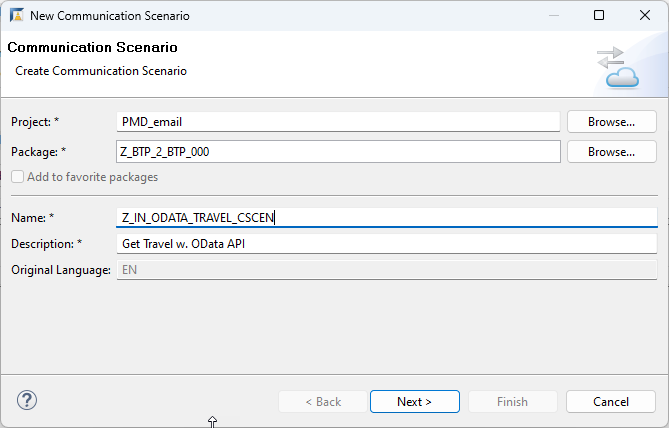 New Communication Scenario
Communication Scenario
Create Communication Scenario
Project: * PMD_email Browse...
Package: * Z_BTP_2_BTP_000 Browse...
Add to favorite packages
Name: * Z_IN_ODATA_TRAVEL_CSCEN
Description: * Get Travel w. OData API
Original Language: EN
? < Back Next > Finish Cancel